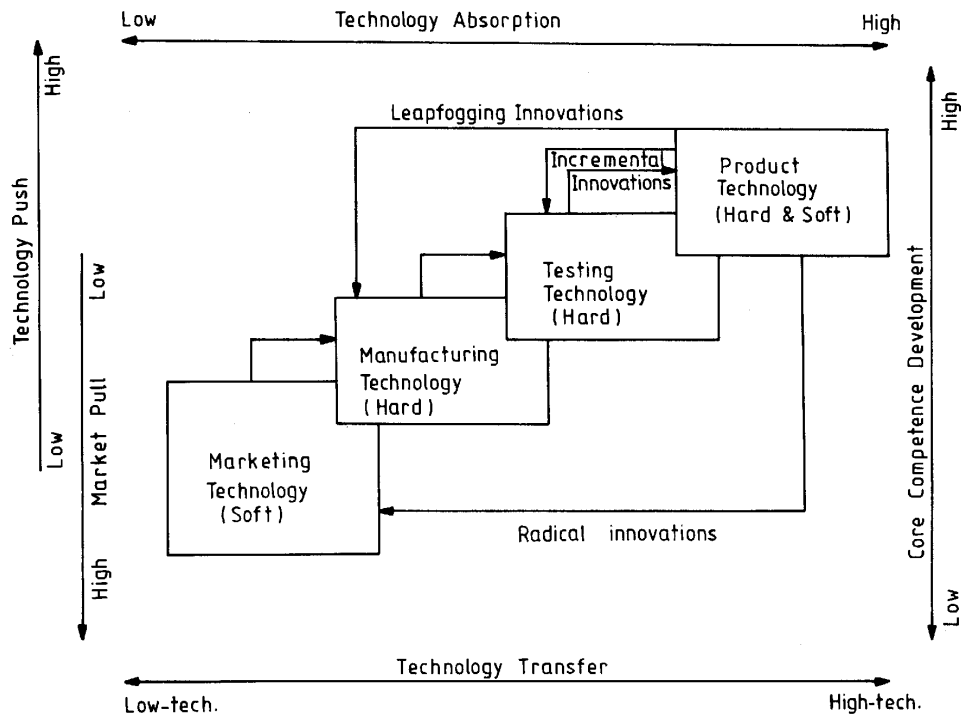 Low
Technology Absorption
High
High
Technology Push
Low
Low
Market Pull
High
High
Core Competence Development
Low
Leapfogging Innovations
Incremental
Innovations
Product
Technology
(Hard & Soft)
Testing
Technology
(Hard)
Manufacturing
Technology
(Hard)
Marketing
Technology
(Soft)
Radical innovations
Technology Transfer
Low-tech.
High-tech.